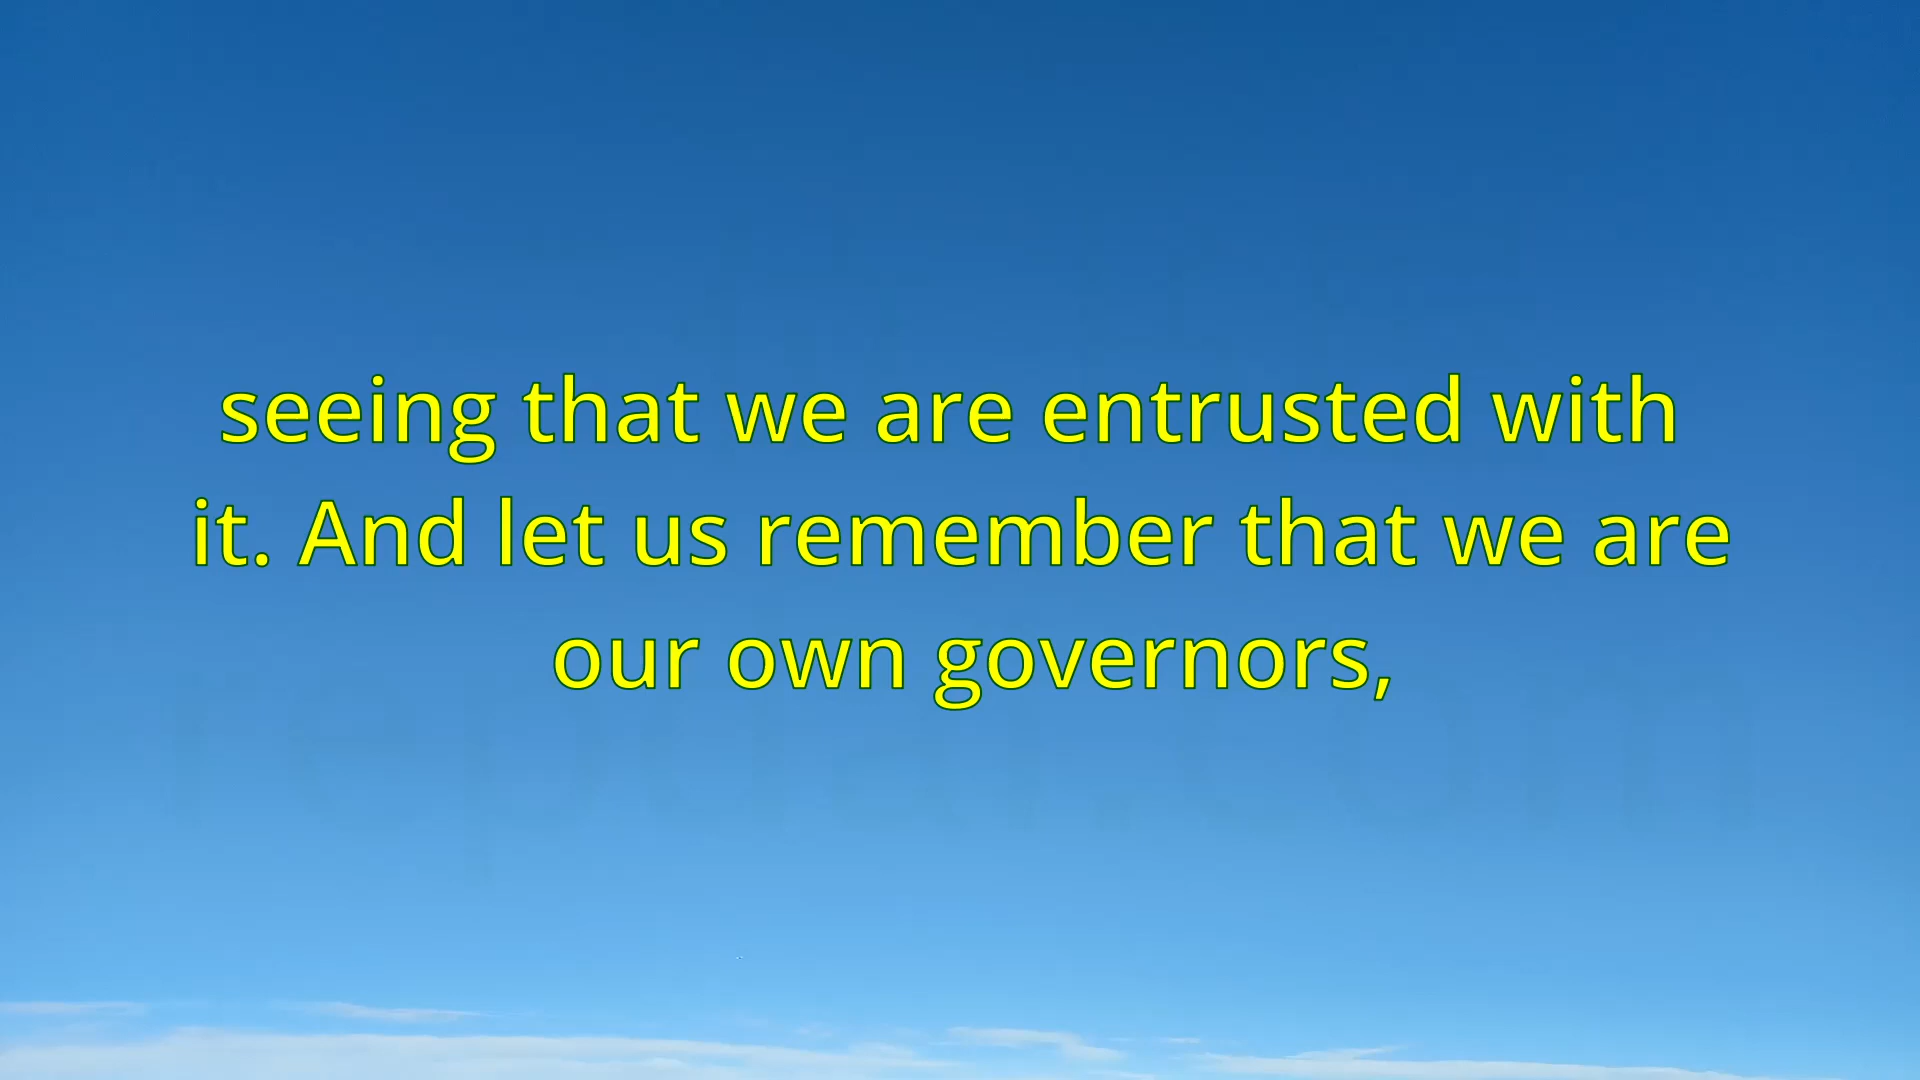 seeing that we are entrusted with
it. And let us remember that we are
our own governors,